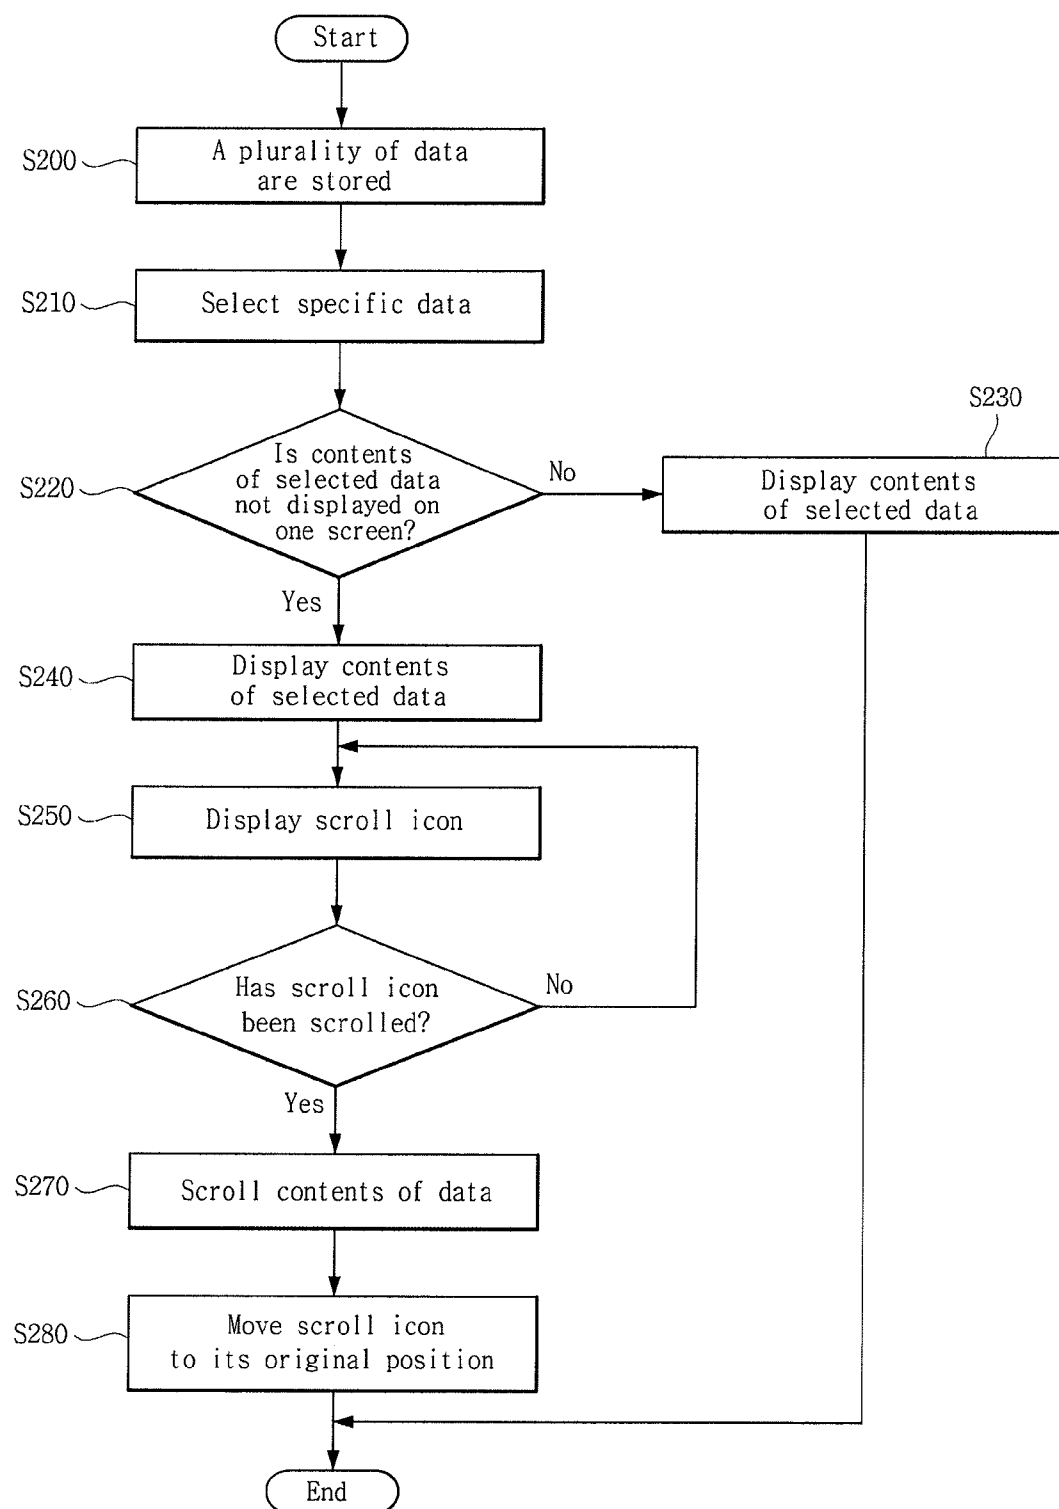 Start
S200
A plurality of data
are stored
S210
Select specific data
S220
Is contents
of selected data
not displayed on
one screen?
No
S230
Display contents
of selected data
Yes
S240
Display contents
of selected data
S250
Display scroll icon
S260
Has scroll icon
been scrolled?
No
Yes
S270
Scroll contents of data
S280
Move scroll icon
to its original position
End